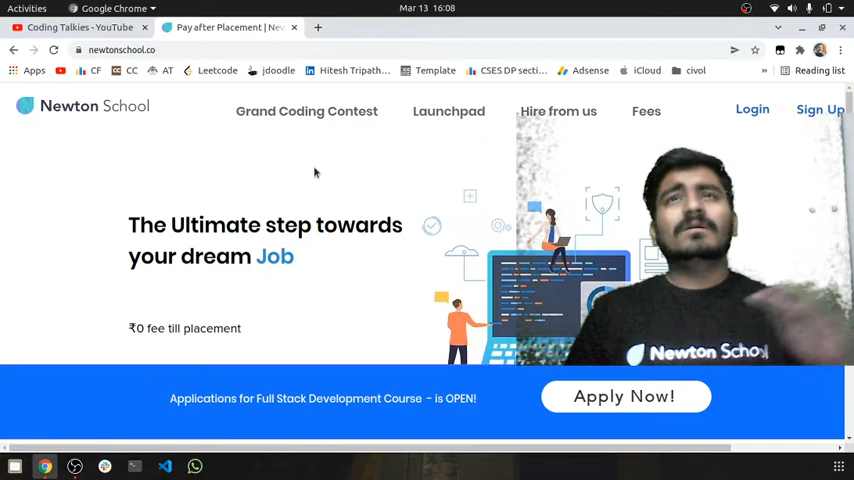 Activities
Google Chrome
Mar 13 16:08
Coding Talkies - YouTube
Pay after Placement | Ne
newtonschool.co
Apps
CF
CC
AT
Leetcode
jdoodle
Hitesh Tripath...
Template
CSES DP secti...
Adsense
iCloud
civol
»
Reading list
Newton School
Grand Coding Contest
Launchpad
Hire from us
Fees
Login
Sign Up
The Ultimate step towards
your dream Job
₹0 fee till placement
Newton School
Applications for Full Stack Development Course - is OPEN!
Apply Now!